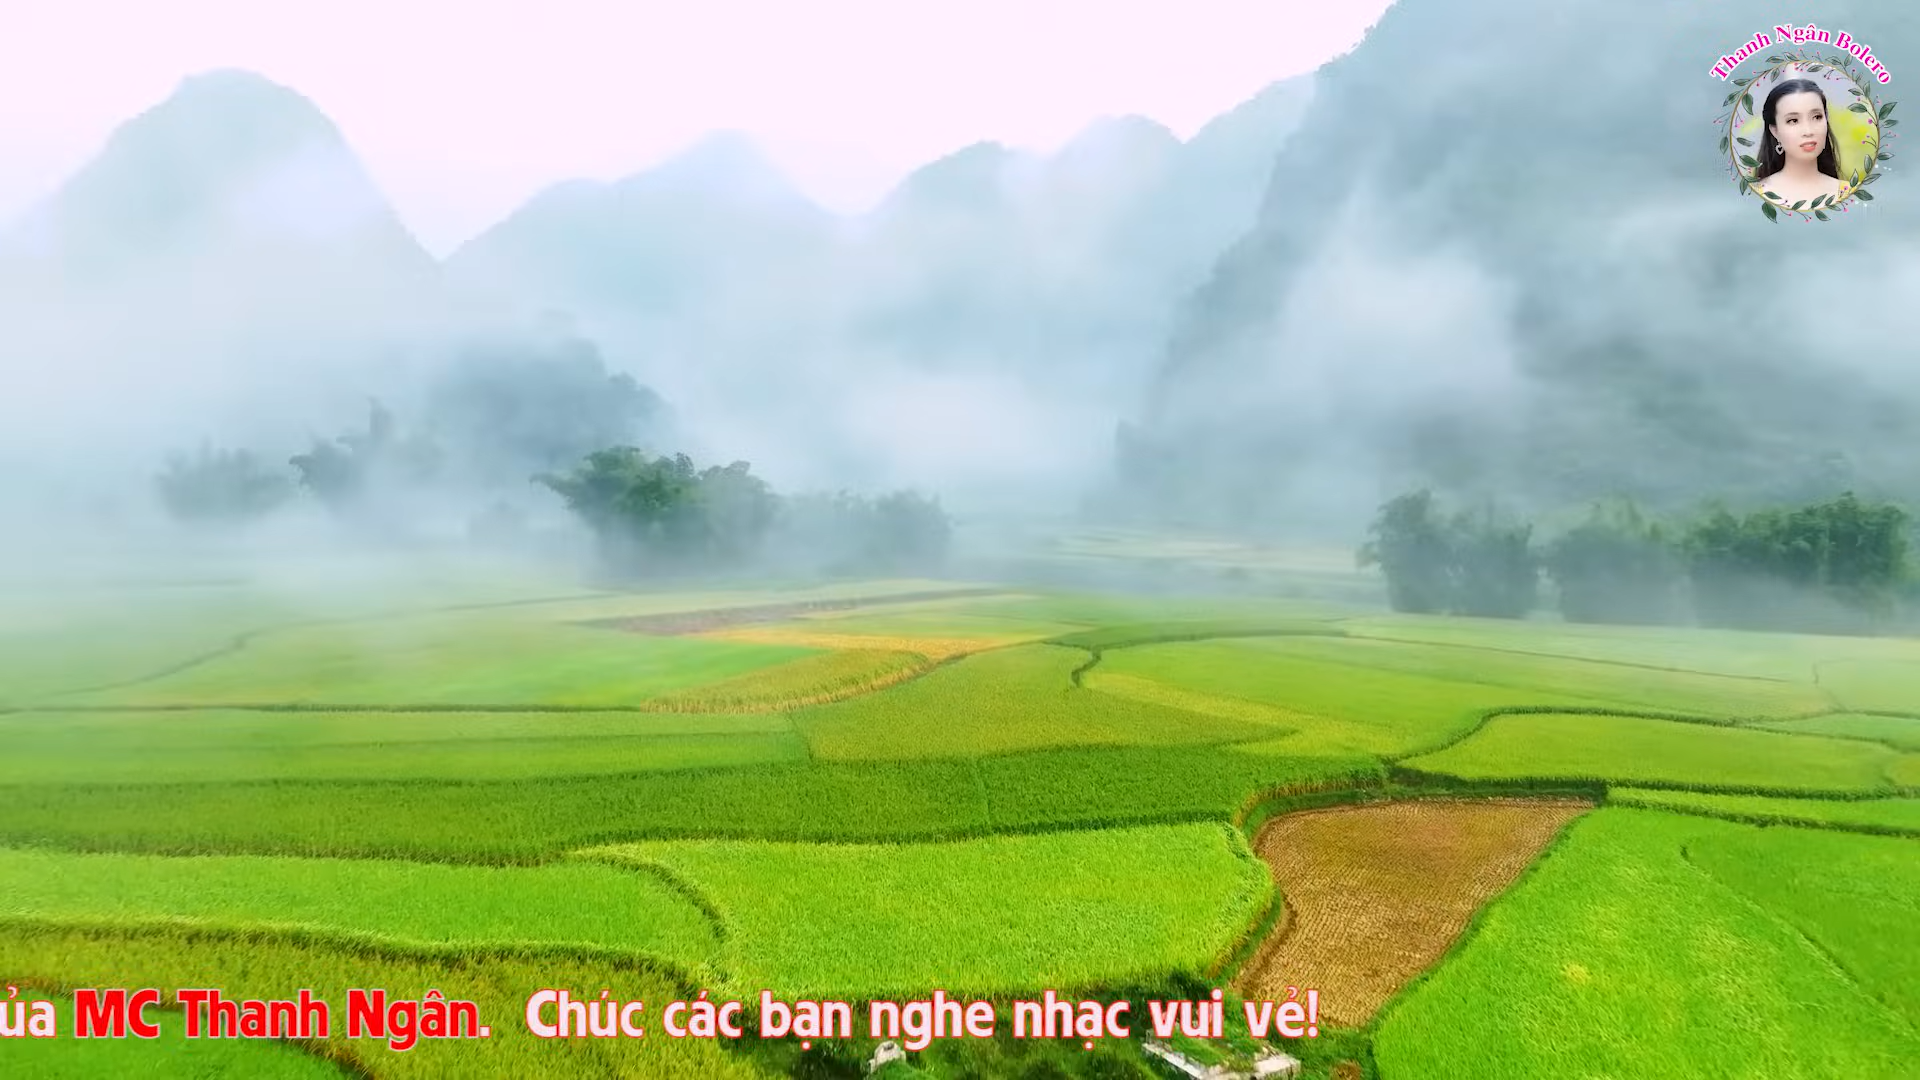 Thanh Ngân Bolero
ủa MC Thanh Ngân. Chúc các bạn nghe nhạc vui vẻ!